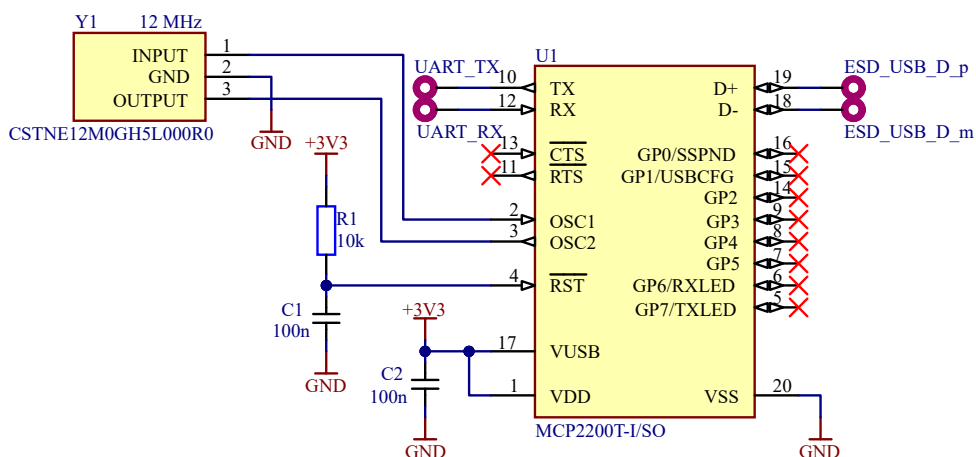 Y1 12 MHz
INPUT 1
GND 2
OUTPUT 3
CSTNE12M0GH5L000R0
GND
+3V3
R1
10k
C1
100n
GND
UART_TX
UART_RX
U1
10 TX
12 RX
13 CTS
11 RTS
2 OSC1
3 OSC2
4 RST
17 VUSB
1 VDD
+3V3
C2
100n
GND
D+ 19
D- 18
GP0/SSPND 16
GP1/USBCFG 15
GP2 14
GP3 9
GP4 8
GP5 7
GP6/RXLED 6
GP7/TXLED 5
VSS 20
MCP2200T-I/SO
ESD_USB_D_p
ESD_USB_D_m
GND